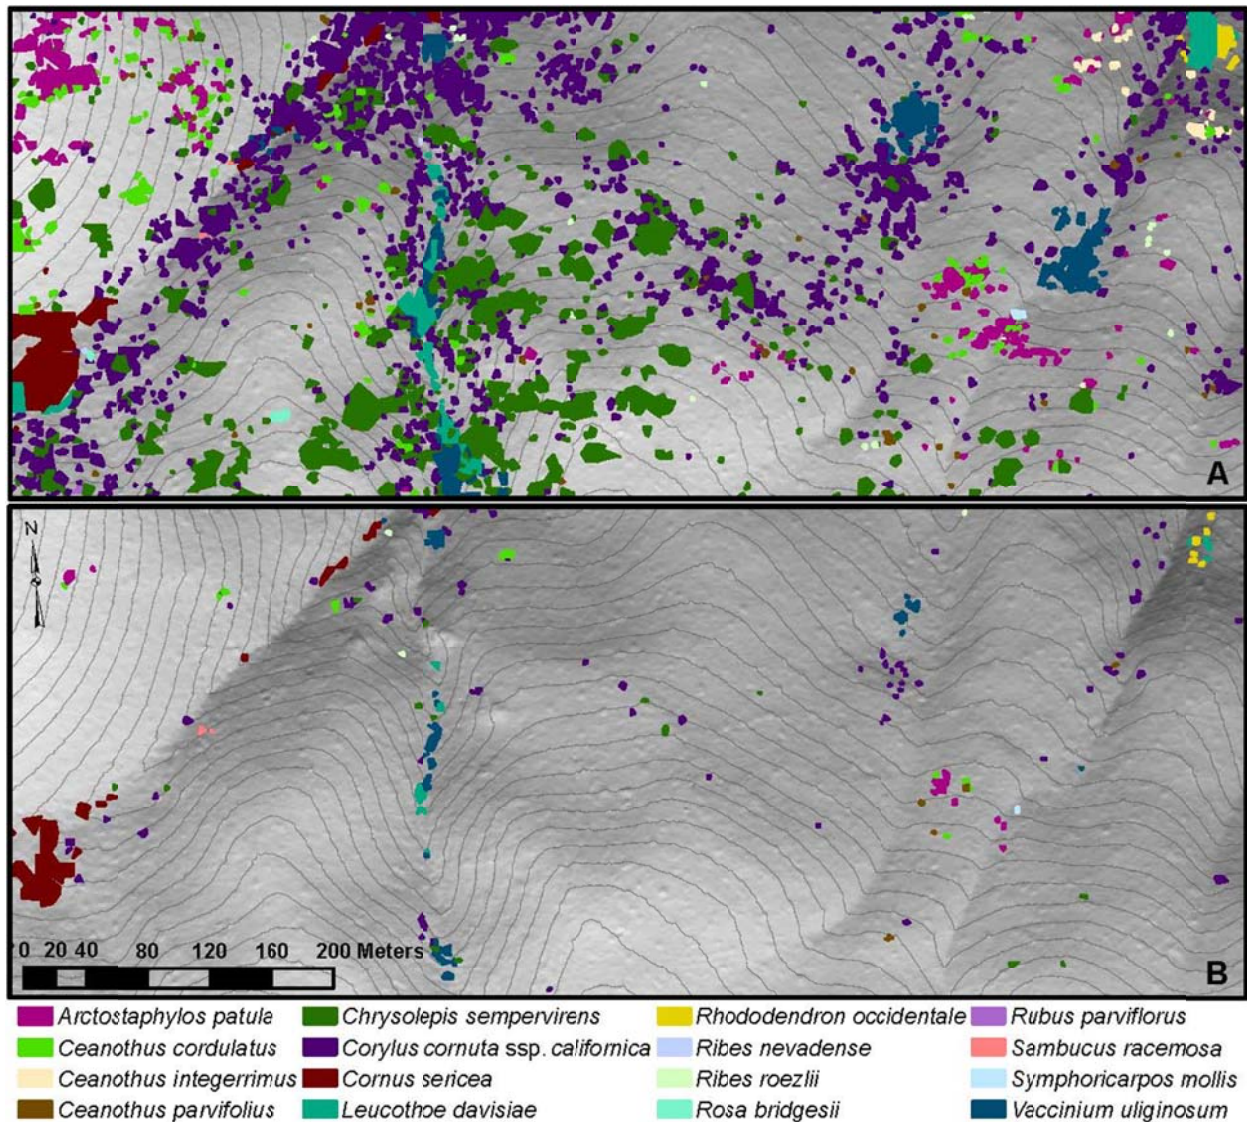 A
N
0 20 40 80 120 160 200 Meters
B
Arctostaphylos patula Chrysolepis sempervirens Rhododendron occidentale Rubus parviflorus
Ceanothus cordulatus Corylus cornuta ssp. californica Ribes nevadense Sambucus racemosa
Ceanothus integerrimus Cornus sericea Ribes roezlii Symphoricarpos mollis
Ceanothus parvifolius Leucothoe davisiae Rosa bridgesii Vaccinium uliginosum